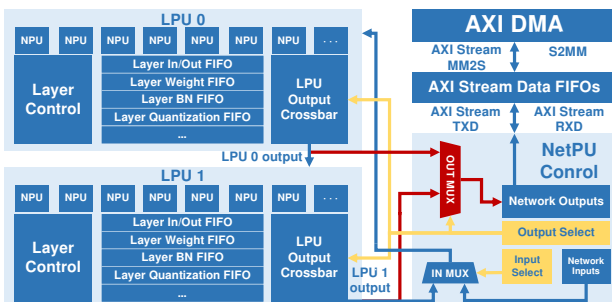 LPU 0
NPU NPU NPU NPU NPU NPU NPU ...
Layer
Control
Layer In/Out FIFO
Layer Weight FIFO
Layer BN FIFO
Layer Quantization FIFO
...
LPU
Output
Crossbar
LPU 0 output
LPU 1
NPU NPU NPU NPU NPU NPU NPU ...
Layer
Control
Layer In/Out FIFO
Layer Weight FIFO
Layer BN FIFO
Layer Quantization FIFO
...
LPU
Output
Crossbar
LPU 1
output
AXI DMA
AXI Stream
MM2S
S2MM
AXI Stream Data FIFOs
AXI Stream
TXD
AXI Stream
RXD
NetPU
Conrol
OUT MUX
Network Outputs
Output Select
IN MUX
Input
Select
Network
Inputs